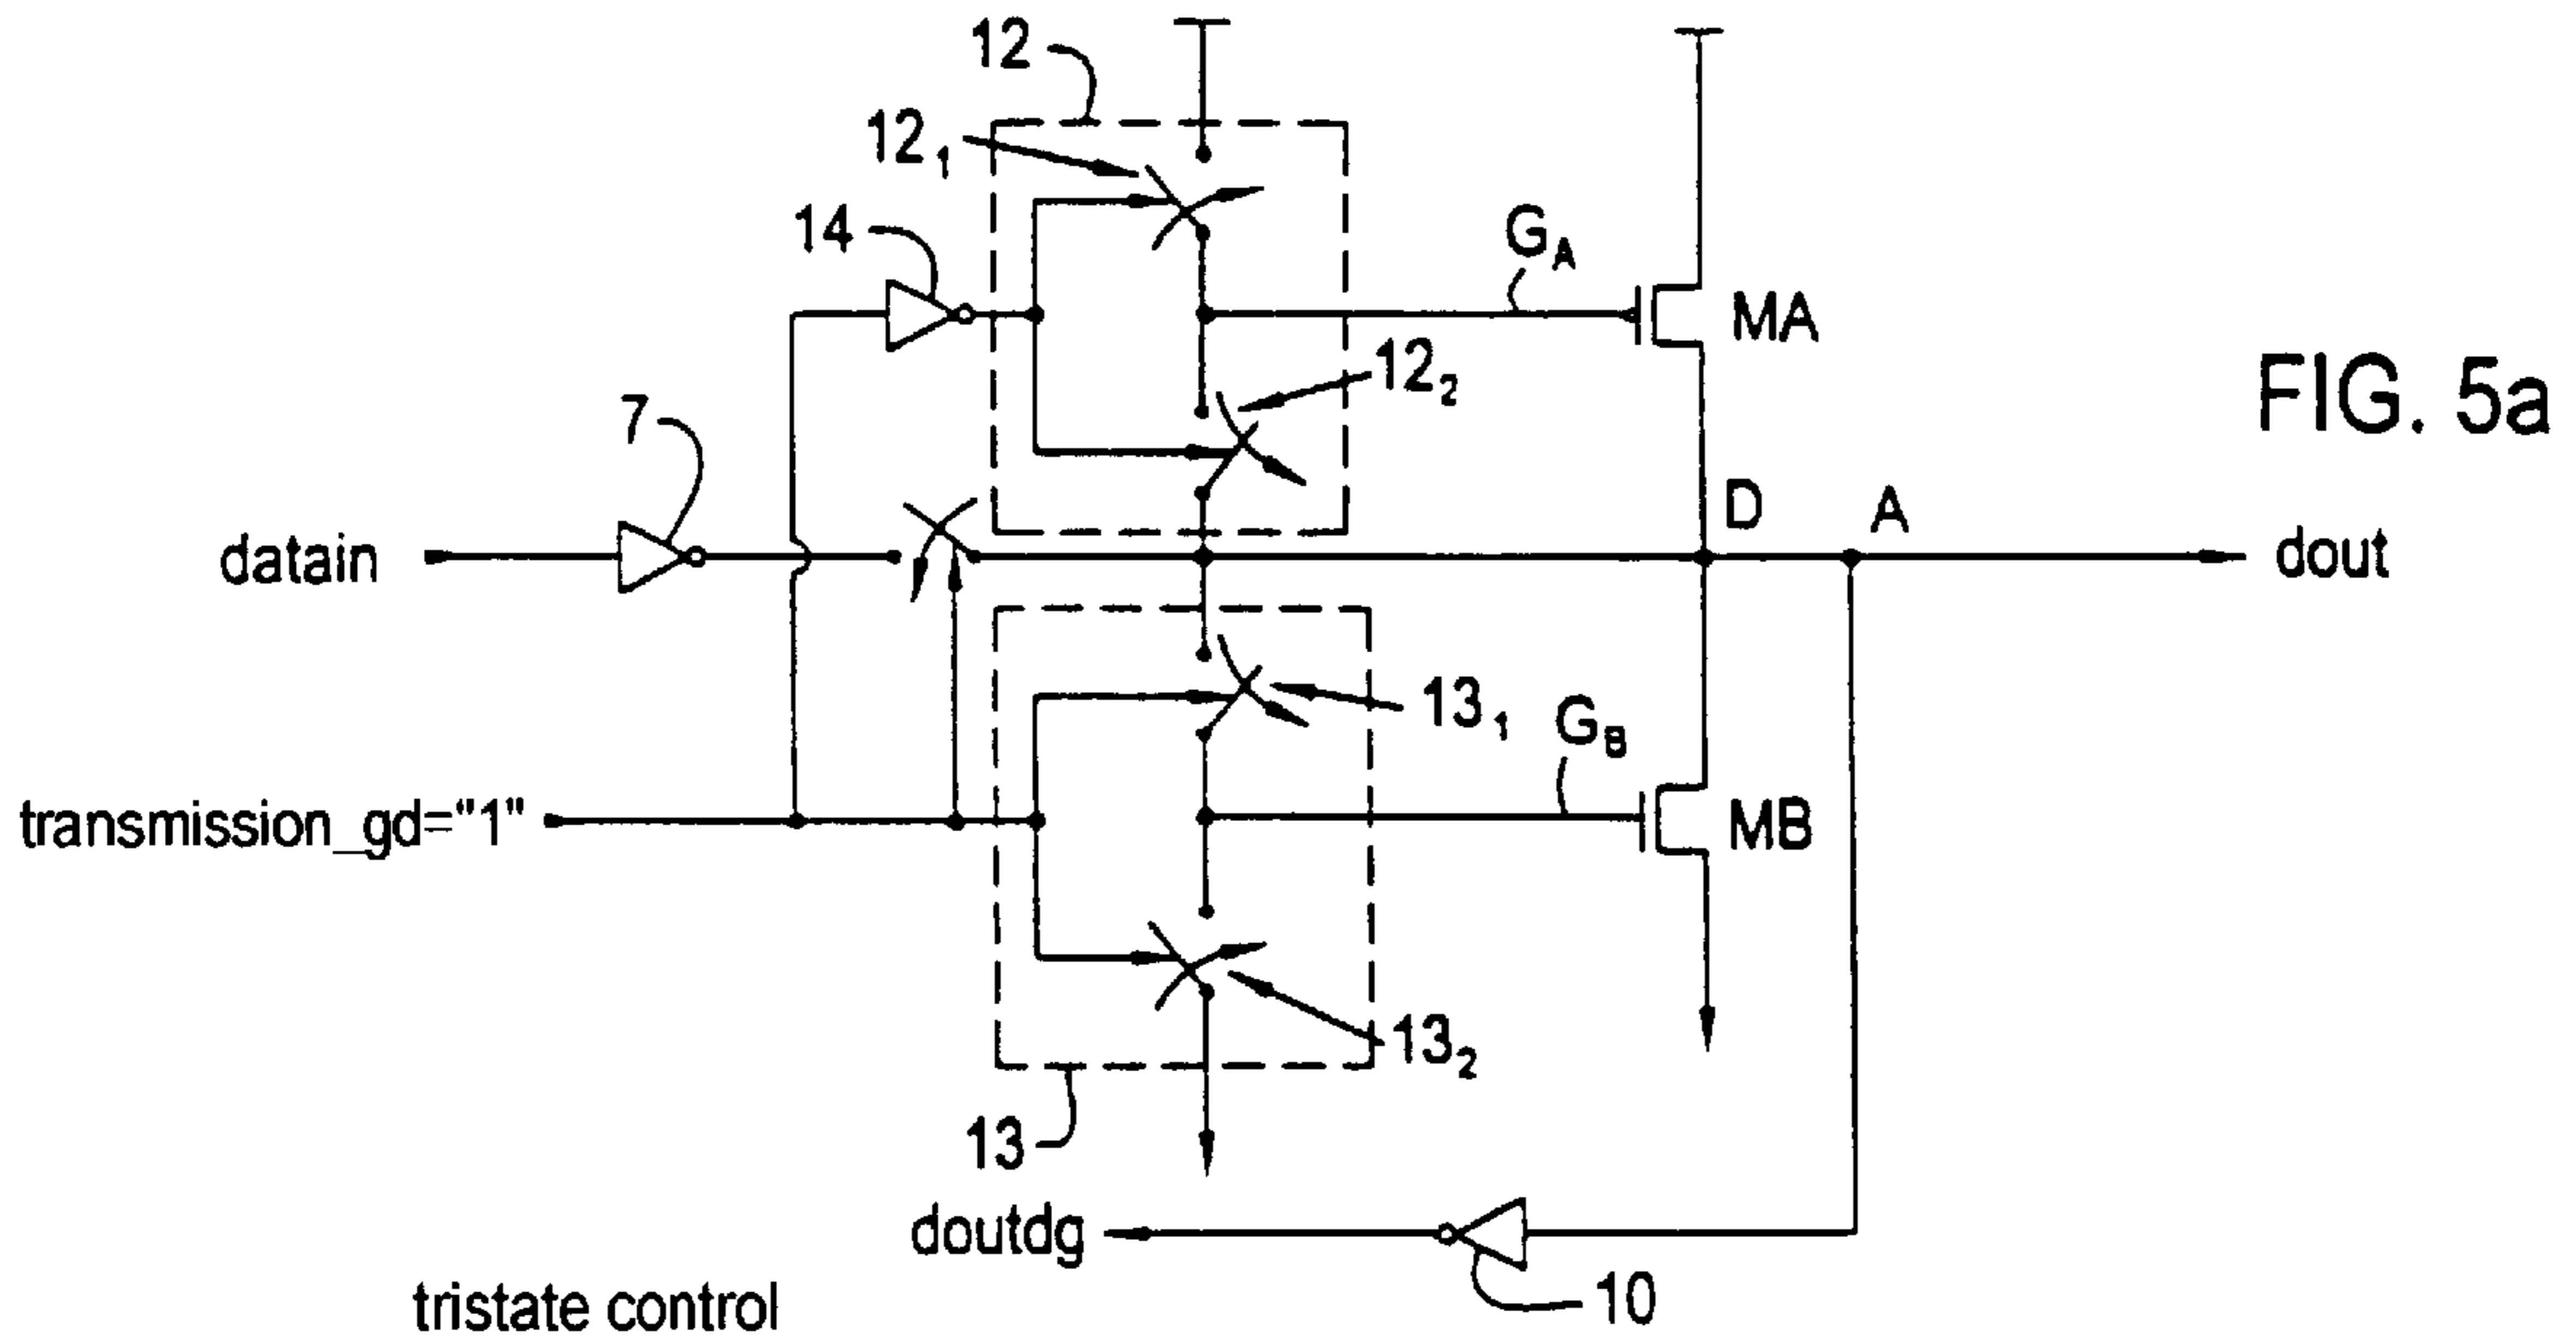 12
12₁
14
G_A
MA
12₂
FIG. 5a
7
D
A
datain
dout
13₁
G_B
transmission_gd="1"
MB
13₂
13
doutdg
10
tristate control